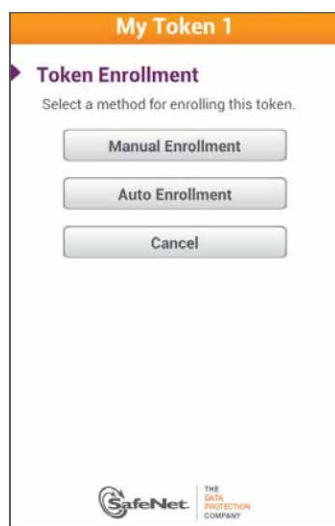 My Token 1
Token Enrollment
Select a method for enrolling this token.
Manual Enrollment
Auto Enrollment
Cancel
SafeNet
THE
DATA
PROTECTION
COMPANY